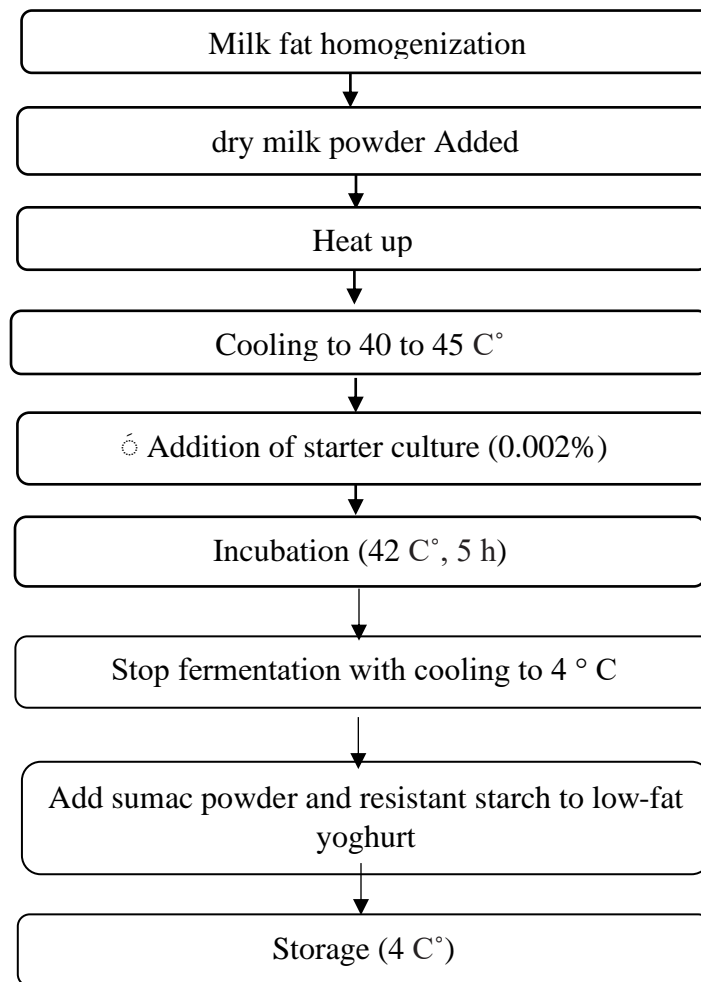 Milk fat homogenization
dry milk powder Added
Heat up
Cooling to 40 to 45 C˚
ó Addition of starter culture (0.002%)
Incubation (42 C˚, 5 h)
Stop fermentation with cooling to 4 ° C
Add sumac powder and resistant starch to low-fat
yoghurt
Storage (4 C˚)